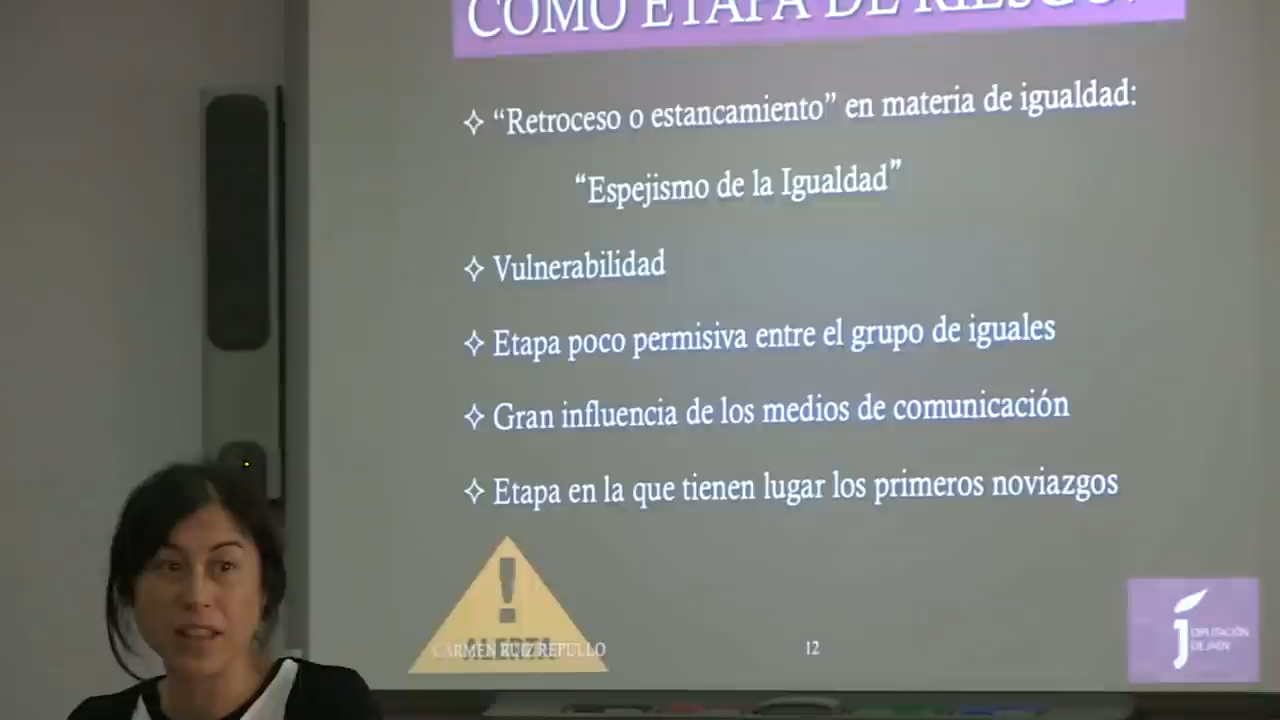 COMO ETAPA DE RIESGO.
✧ “Retroceso o estancamiento” en materia de igualdad:
“Espejismo de la Igualdad”
✧ Vulnerabilidad
✧ Etapa poco permisiva entre el grupo de iguales
✧ Gran influencia de los medios de comunicación
✧ Etapa en la que tienen lugar los primeros noviazgos
!
ALERTA
CARMEN RUIZ REPULLO
12
DIPUTACIÓN
DE JAÉN